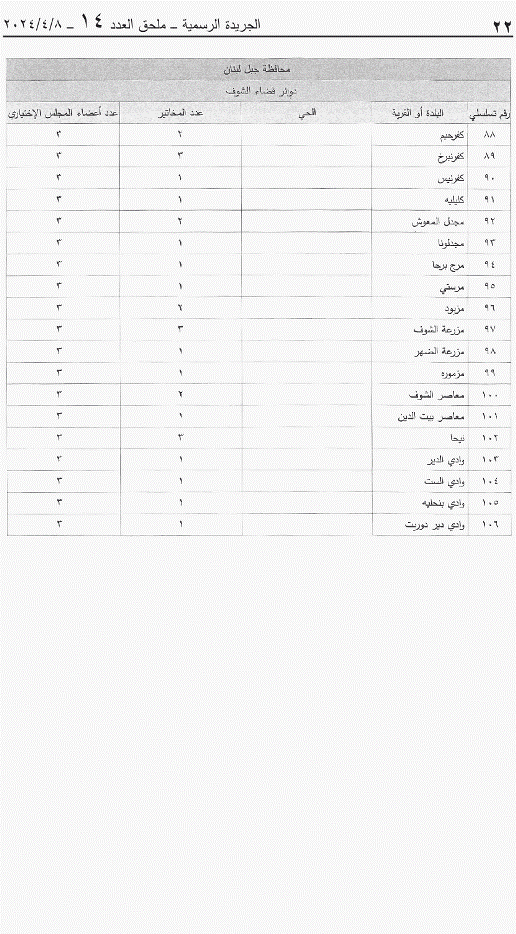 ٢٢ الجريدة الرسمية – ملحق العدد ١٤ – ٢٠٢٤/٤/٨
محافظة جبل لبنان
دوائر قضاء الشوف
رقم تسلسلي البلدة أو القرية الحي عدد المخاتير عدد أعضاء المجلس الإختياري
٨٨ كفرحيم ٢ ٣
٨٩ كفرنبرخ ٣ ٣
٩٠ كفرنيس ١ ٣
٩١ كليليه ١ ٣
٩٢ مجدل المعوش ٢ ٣
٩٣ مجدلونا ١ ٣
٩٤ مرج برجا ١ ٣
٩٥ مرستي ١ ٣
٩٦ مزبود ٢ ٣
٩٧ مزرعة الشوف ٣ ٣
٩٨ مزرعة الضهر ١ ٣
٩٩ مزموره ١ ٣
١٠٠ معاصر الشوف ٢ ٣
١٠١ معاصر بيت الدين ١ ٣
١٠٢ نيحا ٣ ٣
١٠٣ وادي الدير ١ ٣
١٠٤ وادي الست ١ ٣
١٠٥ وادي بنحليه ١ ٣
١٠٦ وادي دير دوريت ١ ٣